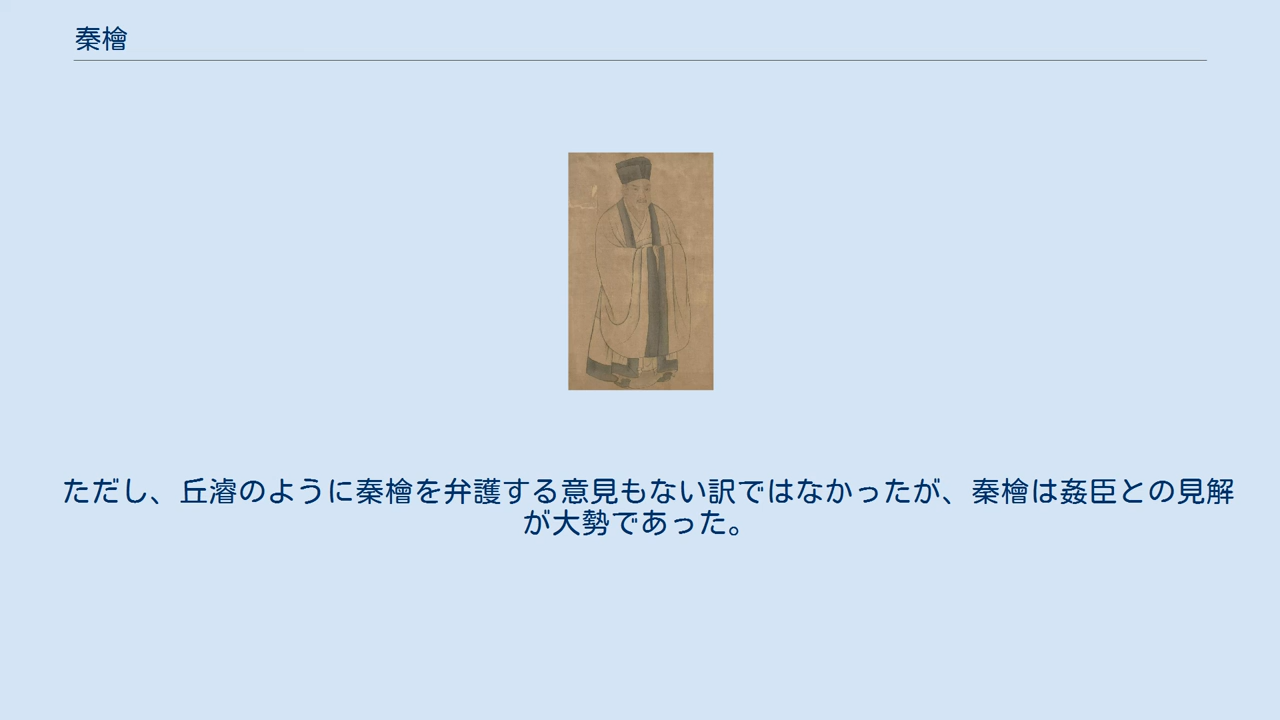 秦檜
ただし、丘濬のように秦檜を弁護する意見もない訳ではなかったが、秦檜は姦臣との見解
が大勢であった。